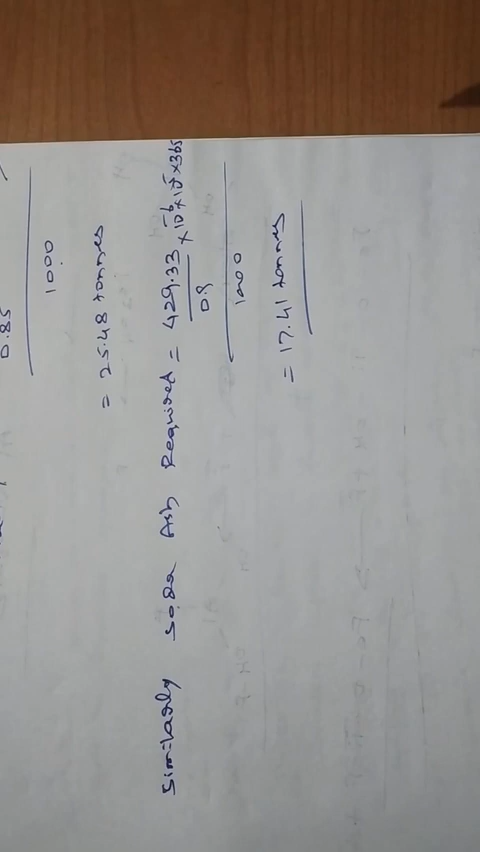 0.85
1000
= 25.48 tonnes
Similarly Soda Ash Required = 429.33 × 10⁻⁶ × 10⁵ × 365
0.9
1000
= 17.41 tonnes